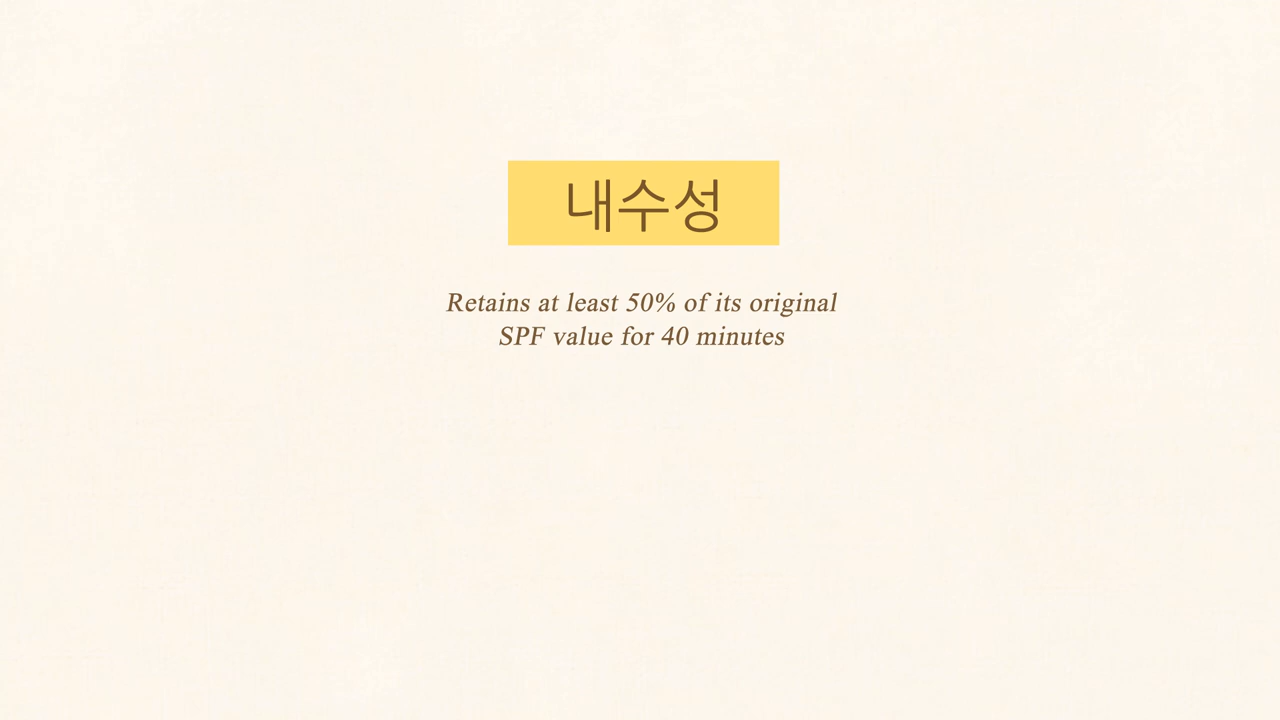 내수성
Retains at least 50% of its original
SPF value for 40 minutes